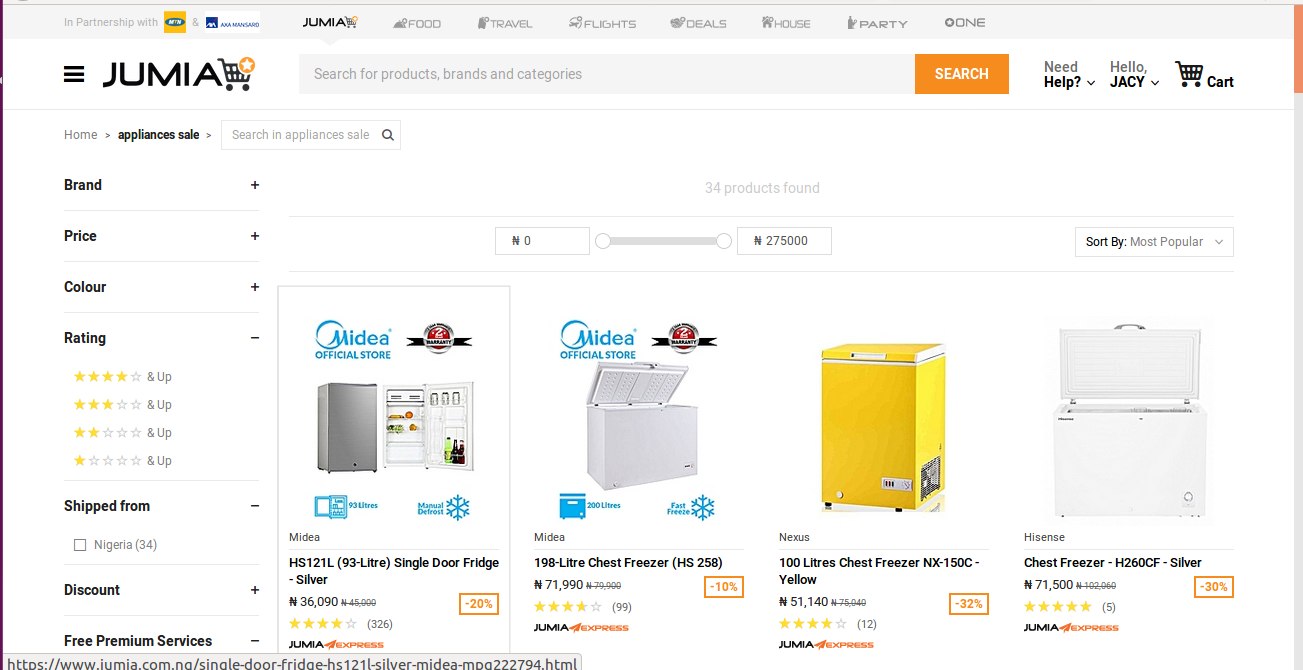 In Partnership with MTN & AXA MANSARD JUMIA FOOD TRAVEL FLIGHTS DEALS HOUSE PARTY ONE
JUMIA Search for products, brands and categories SEARCH Need Help? Hello, JACY Cart
Home > appliances sale > Search in appliances sale
Brand +
34 products found
Price +
₦ 0 ₦ 275000 Sort By: Most Popular
Colour +
Rating −
& Up
& Up
& Up
& Up
Shipped from −
Nigeria (34)
Discount +
Free Premium Services −
Midea
OFFICIAL STORE
2
WARRANTY
93 Litres
Manual
Defrost
Midea
HS121L (93-Litre) Single Door Fridge
- Silver
₦ 36,090 ₦ 45,000
-20%
(326)
JUMIA EXPRESS
Midea
OFFICIAL STORE
2
WARRANTY
200 Litres
Fast
Freeze
Midea
198-Litre Chest Freezer (HS 258)
₦ 71,990 ₦ 79,900
-10%
(99)
JUMIA EXPRESS
Nexus
100 Litres Chest Freezer NX-150C -
Yellow
₦ 51,140 ₦ 75,040
-32%
(12)
JUMIA EXPRESS
Hisense
Hisense
Chest Freezer - H260CF - Silver
₦ 71,500 ₦ 102,060
-30%
(5)
JUMIA EXPRESS
https://www.jumia.com.ng/single-door-fridge-hs121l-silver-midea-mpg222794.html